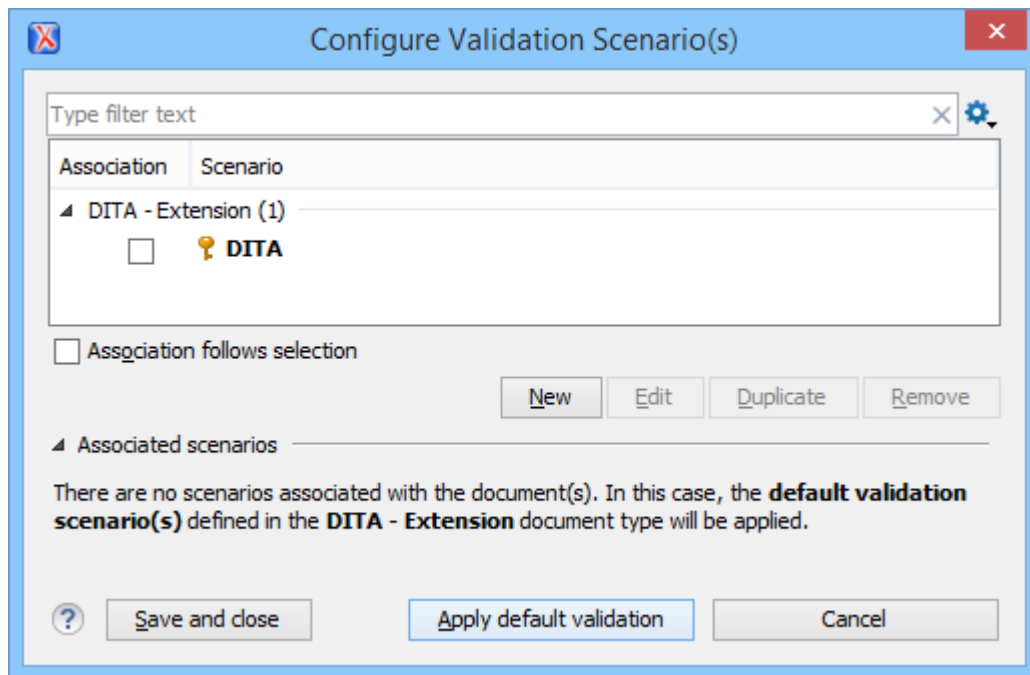 Configure Validation Scenario(s)
Type filter text
Association Scenario
DITA - Extension (1)
DITA
Association follows selection
New Edit Duplicate Remove
Associated scenarios
There are no scenarios associated with the document(s). In this case, the default validation
scenario(s) defined in the DITA - Extension document type will be applied.
? Save and close Apply default validation Cancel